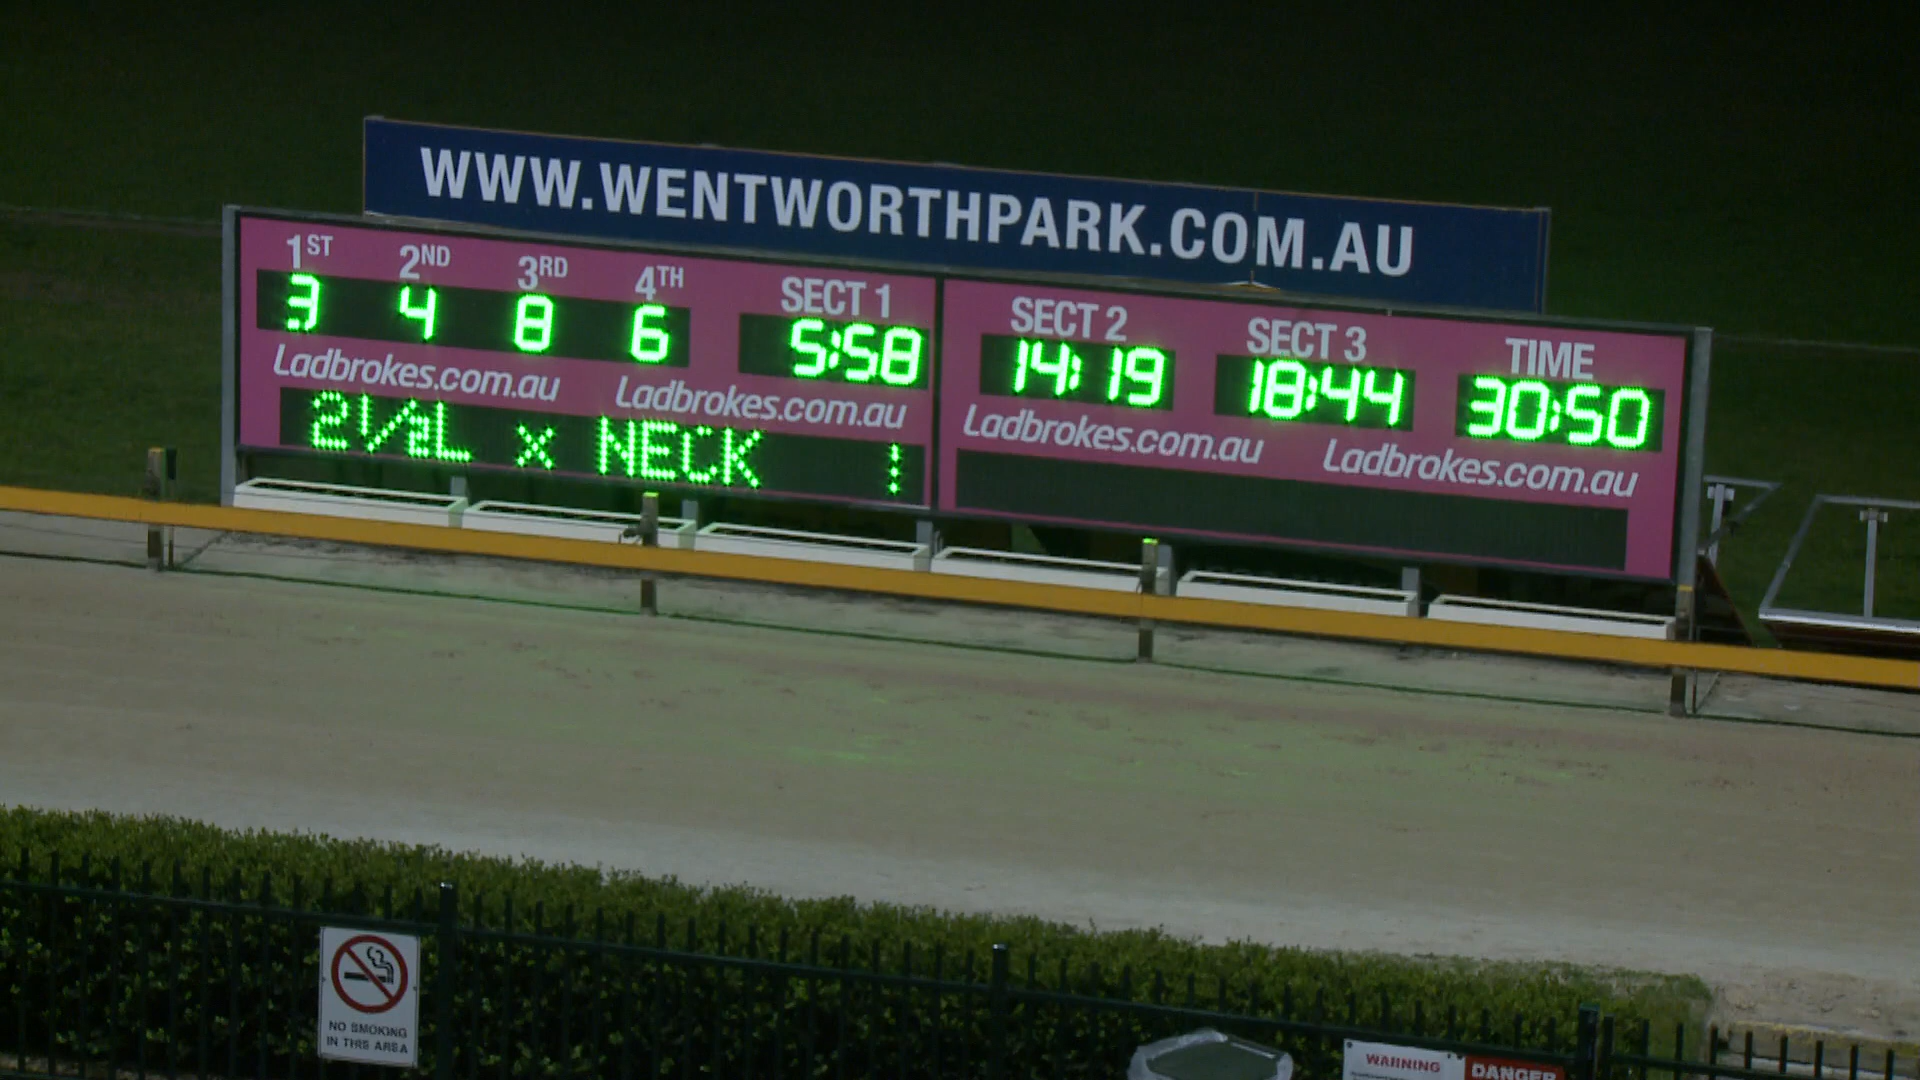 WWW.WENTWORTHPARK.COM.AU
1ST 2ND 3RD 4TH SECT 1 SECT 2 SECT 3 TIME
3 4 8 6 5:58 14:19 18:44 30:50
Ladbrokes.com.au Ladbrokes.com.au Ladbrokes.com.au Ladbrokes.com.au
2½L x NECK
NO SMOKING
IN THIS AREA
WARNING DANGER